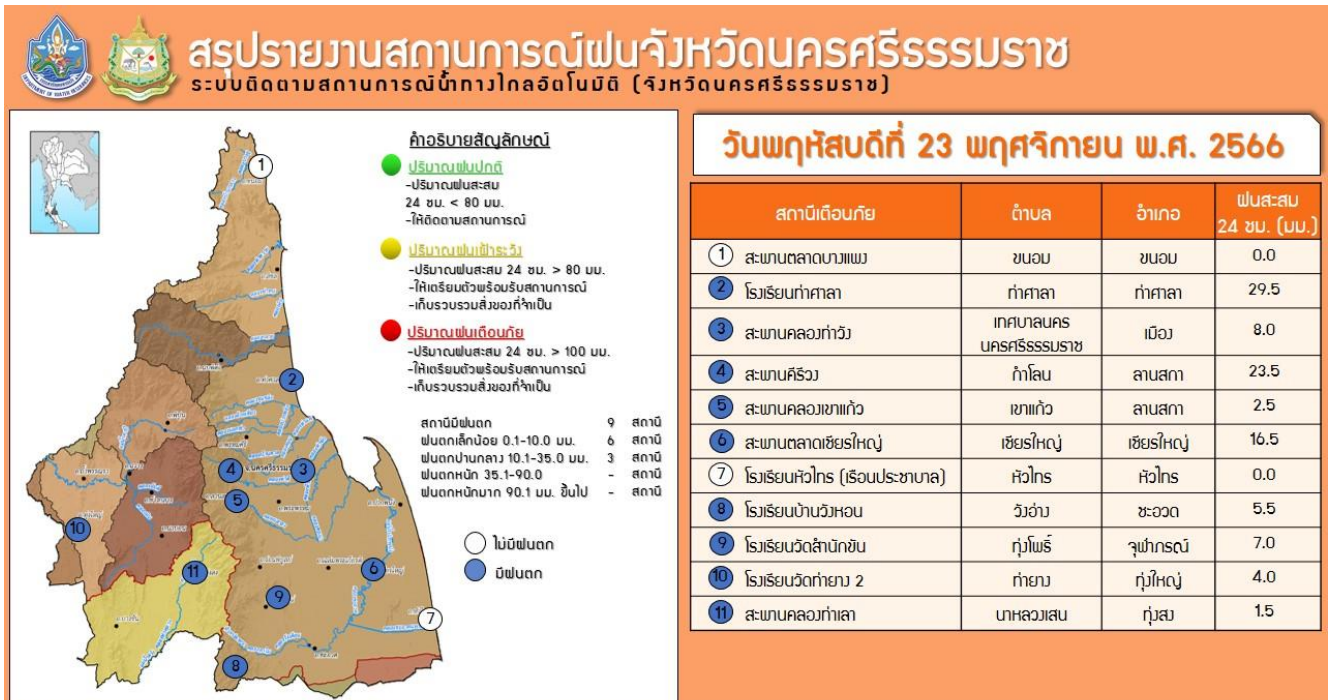 สรุปรายงานสถานการณ์ฝนจังหวัดนครศรีธรรมราช
ระบบติดตามสถานการณ์น้ำทางไกลอัตโนมัติ (จังหวัดนครศรีธรรมราช)
คำอธิบายสัญลักษณ์
ปริมาณฝนปกติ
-ปริมาณฝนสะสม
24 ชม. < 80 มม.
-ให้ติดตามสถานการณ์
ปริมาณฝนเฝ้าระวัง
-ปริมาณฝนสะสม 24 ชม. > 80 มม.
-ให้เตรียมตัวพร้อมรับสถานการณ์
-เก็บรวบรวมสิ่งของที่จำเป็น
ปริมาณฝนเตือนภัย
-ปริมาณฝนสะสม 24 ชม. > 100 มม.
-ให้เตรียมตัวพร้อมรับสถานการณ์
-เก็บรวบรวมสิ่งของที่จำเป็น
สถานีมีฝนตก 9 สถานี
ฝนตกเล็กน้อย 0.1-10.0 มม. 6 สถานี
ฝนตกปานกลาง 10.1-35.0 มม. 3 สถานี
ฝนตกหนัก 35.1-90.0 - สถานี
ฝนตกหนักมาก 90.1 มม. ขึ้นไป - สถานี
ไม่มีฝนตก
มีฝนตก
1
2
3
4
5
6
7
8
9
10
11
วันพฤหัสบดีที่ 23 พฤศจิกายน พ.ศ. 2566
สถานีเตือนภัย ตำบล อำเภอ ฝนสะสม
24 ชม. (มม.)
1 สะพานตลาดบางแพง ขนอม ขนอม 0.0
2 โรงเรียนท่าศาลา ท่าศาลา ท่าศาลา 29.5
3 สะพานคลองท่าวัง เทศบาลนคร
นครศรีธรรมราช เมือง 8.0
4 สะพานคีรีวง กำโลน ลานสกา 23.5
5 สะพานคลองเขาแก้ว เขาแก้ว ลานสกา 2.5
6 สะพานตลาดเชียรใหญ่ เชียรใหญ่ เชียรใหญ่ 16.5
7 โรงเรียนหัวไทร (เรือนประชาบาล) หัวไทร หัวไทร 0.0
8 โรงเรียนบ้านวังหอน วังอ่าง ชะอวด 5.5
9 โรงเรียนวัดสำนักขัน ทุ่งโพธิ์ จุฬาภรณ์ 7.0
10 โรงเรียนวัดท่ายาง 2 ท่ายาง ทุ่งใหญ่ 4.0
11 สะพานคลองท่าเลา นาหลวงเสน ทุ่งสง 1.5